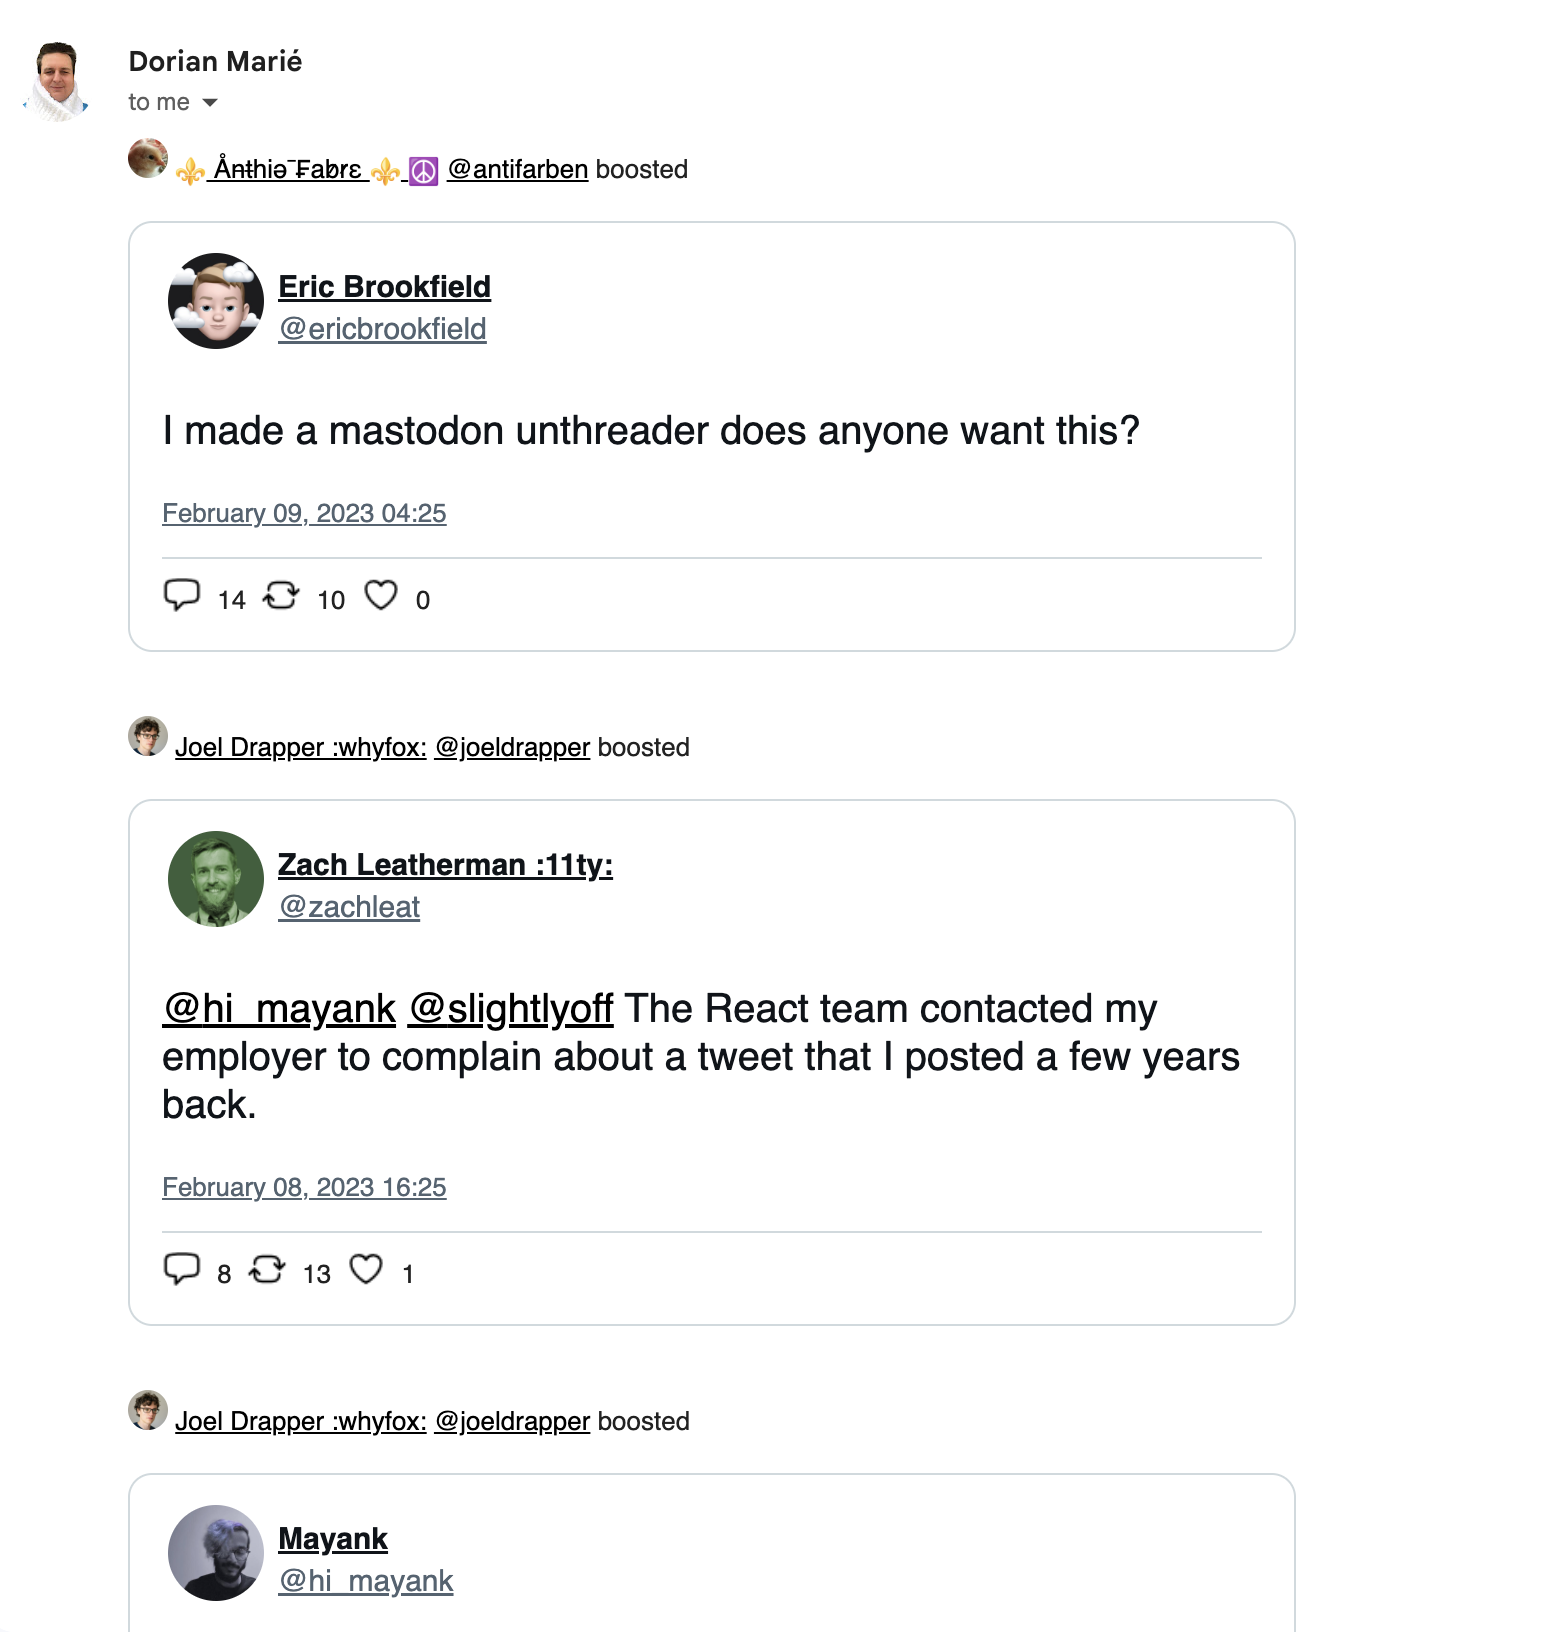 Dorian Marié
to me
⚜️ Åꞥŧhiǝ¯₣abrɛ ⚜️ ☮️ @antifarben boosted
Eric Brookfield
@ericbrookfield
I made a mastodon unthreader does anyone want this?
February 09, 2023 04:25
14 10 0
Joel Drapper :whyfox: @joeldrapper boosted
Zach Leatherman :11ty:
@zachleat
@hi_mayank @slightlyoff The React team contacted my
employer to complain about a tweet that I posted a few years
back.
February 08, 2023 16:25
8 13 1
Joel Drapper :whyfox: @joeldrapper boosted
Mayank
@hi_mayank